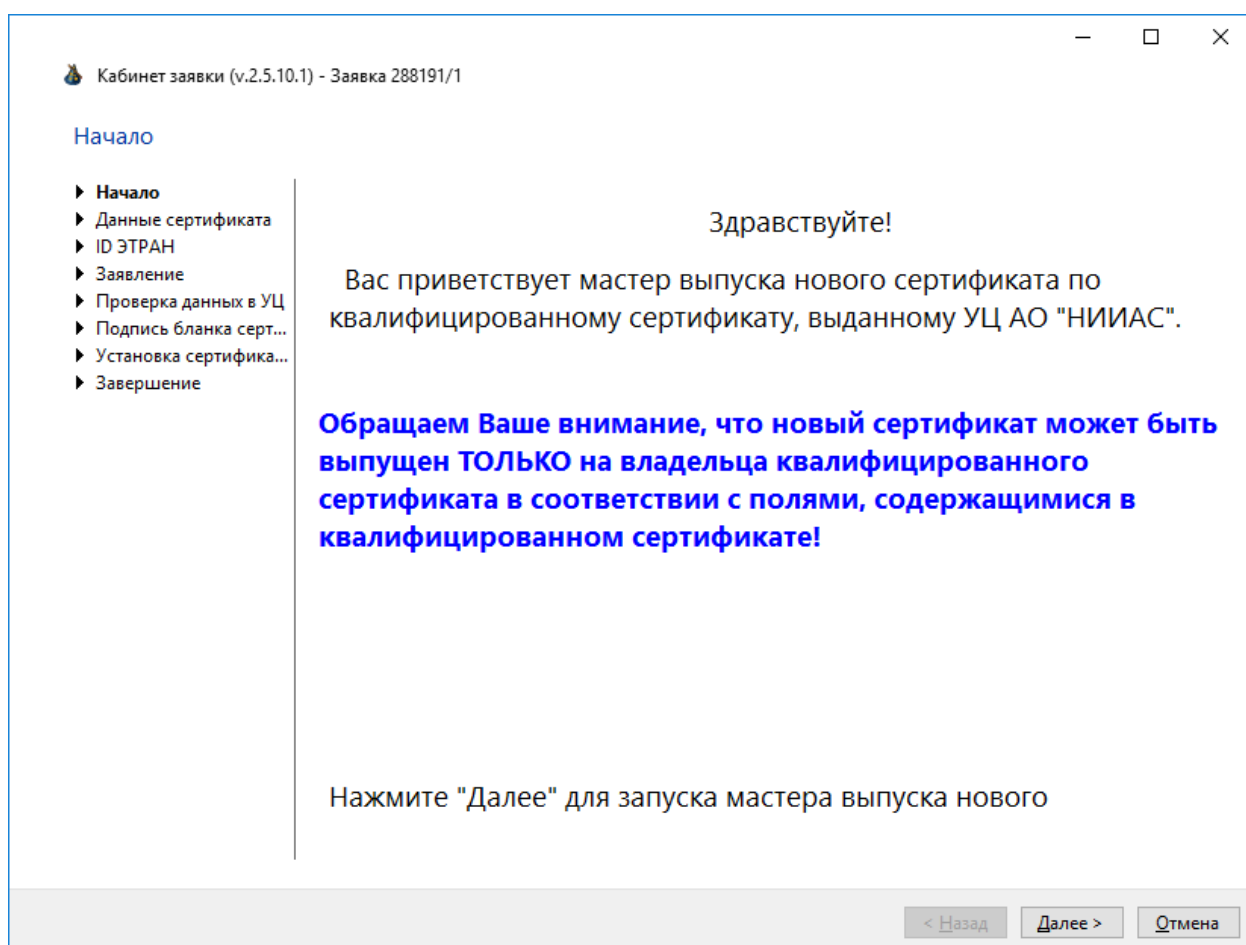 Кабинет заявки (v.2.5.10.1) - Заявка 288191/1
Начало
Начало
Данные сертификата
ID ЭТРАН
Заявление
Проверка данных в УЦ
Подпись бланка серт...
Установка сертифика...
Завершение
Здравствуйте!
Вас приветствует мастер выпуска нового сертификата по
квалифицированному сертификату, выданному УЦ АО "НИИАС".
Обращаем Ваше внимание, что новый сертификат может быть
выпущен ТОЛЬКО на владельца квалифицированного
сертификата в соответствии с полями, содержащимися в
квалифицированном сертификате!
Нажмите "Далее" для запуска мастера выпуска нового
< Назад Далее > Отмена